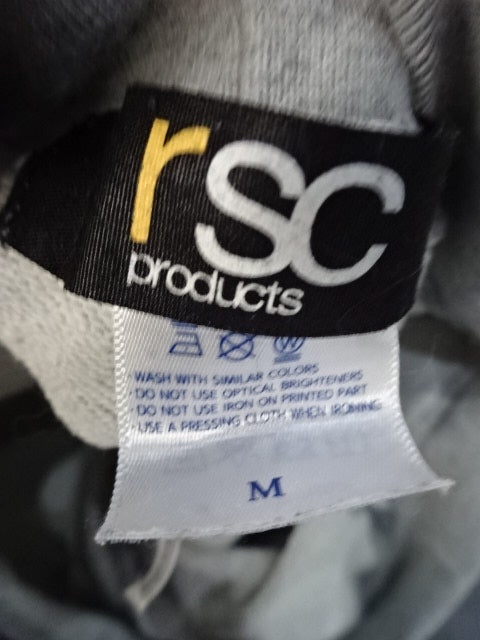 rsc
products
WASH WITH SIMILAR COLORS
· DO NOT USE OPTICAL BRIGHTENERS
· DO NOT USE IRON ON PRINTED PART
· USE A PRESSING CLOTH WHEN IRONING
M